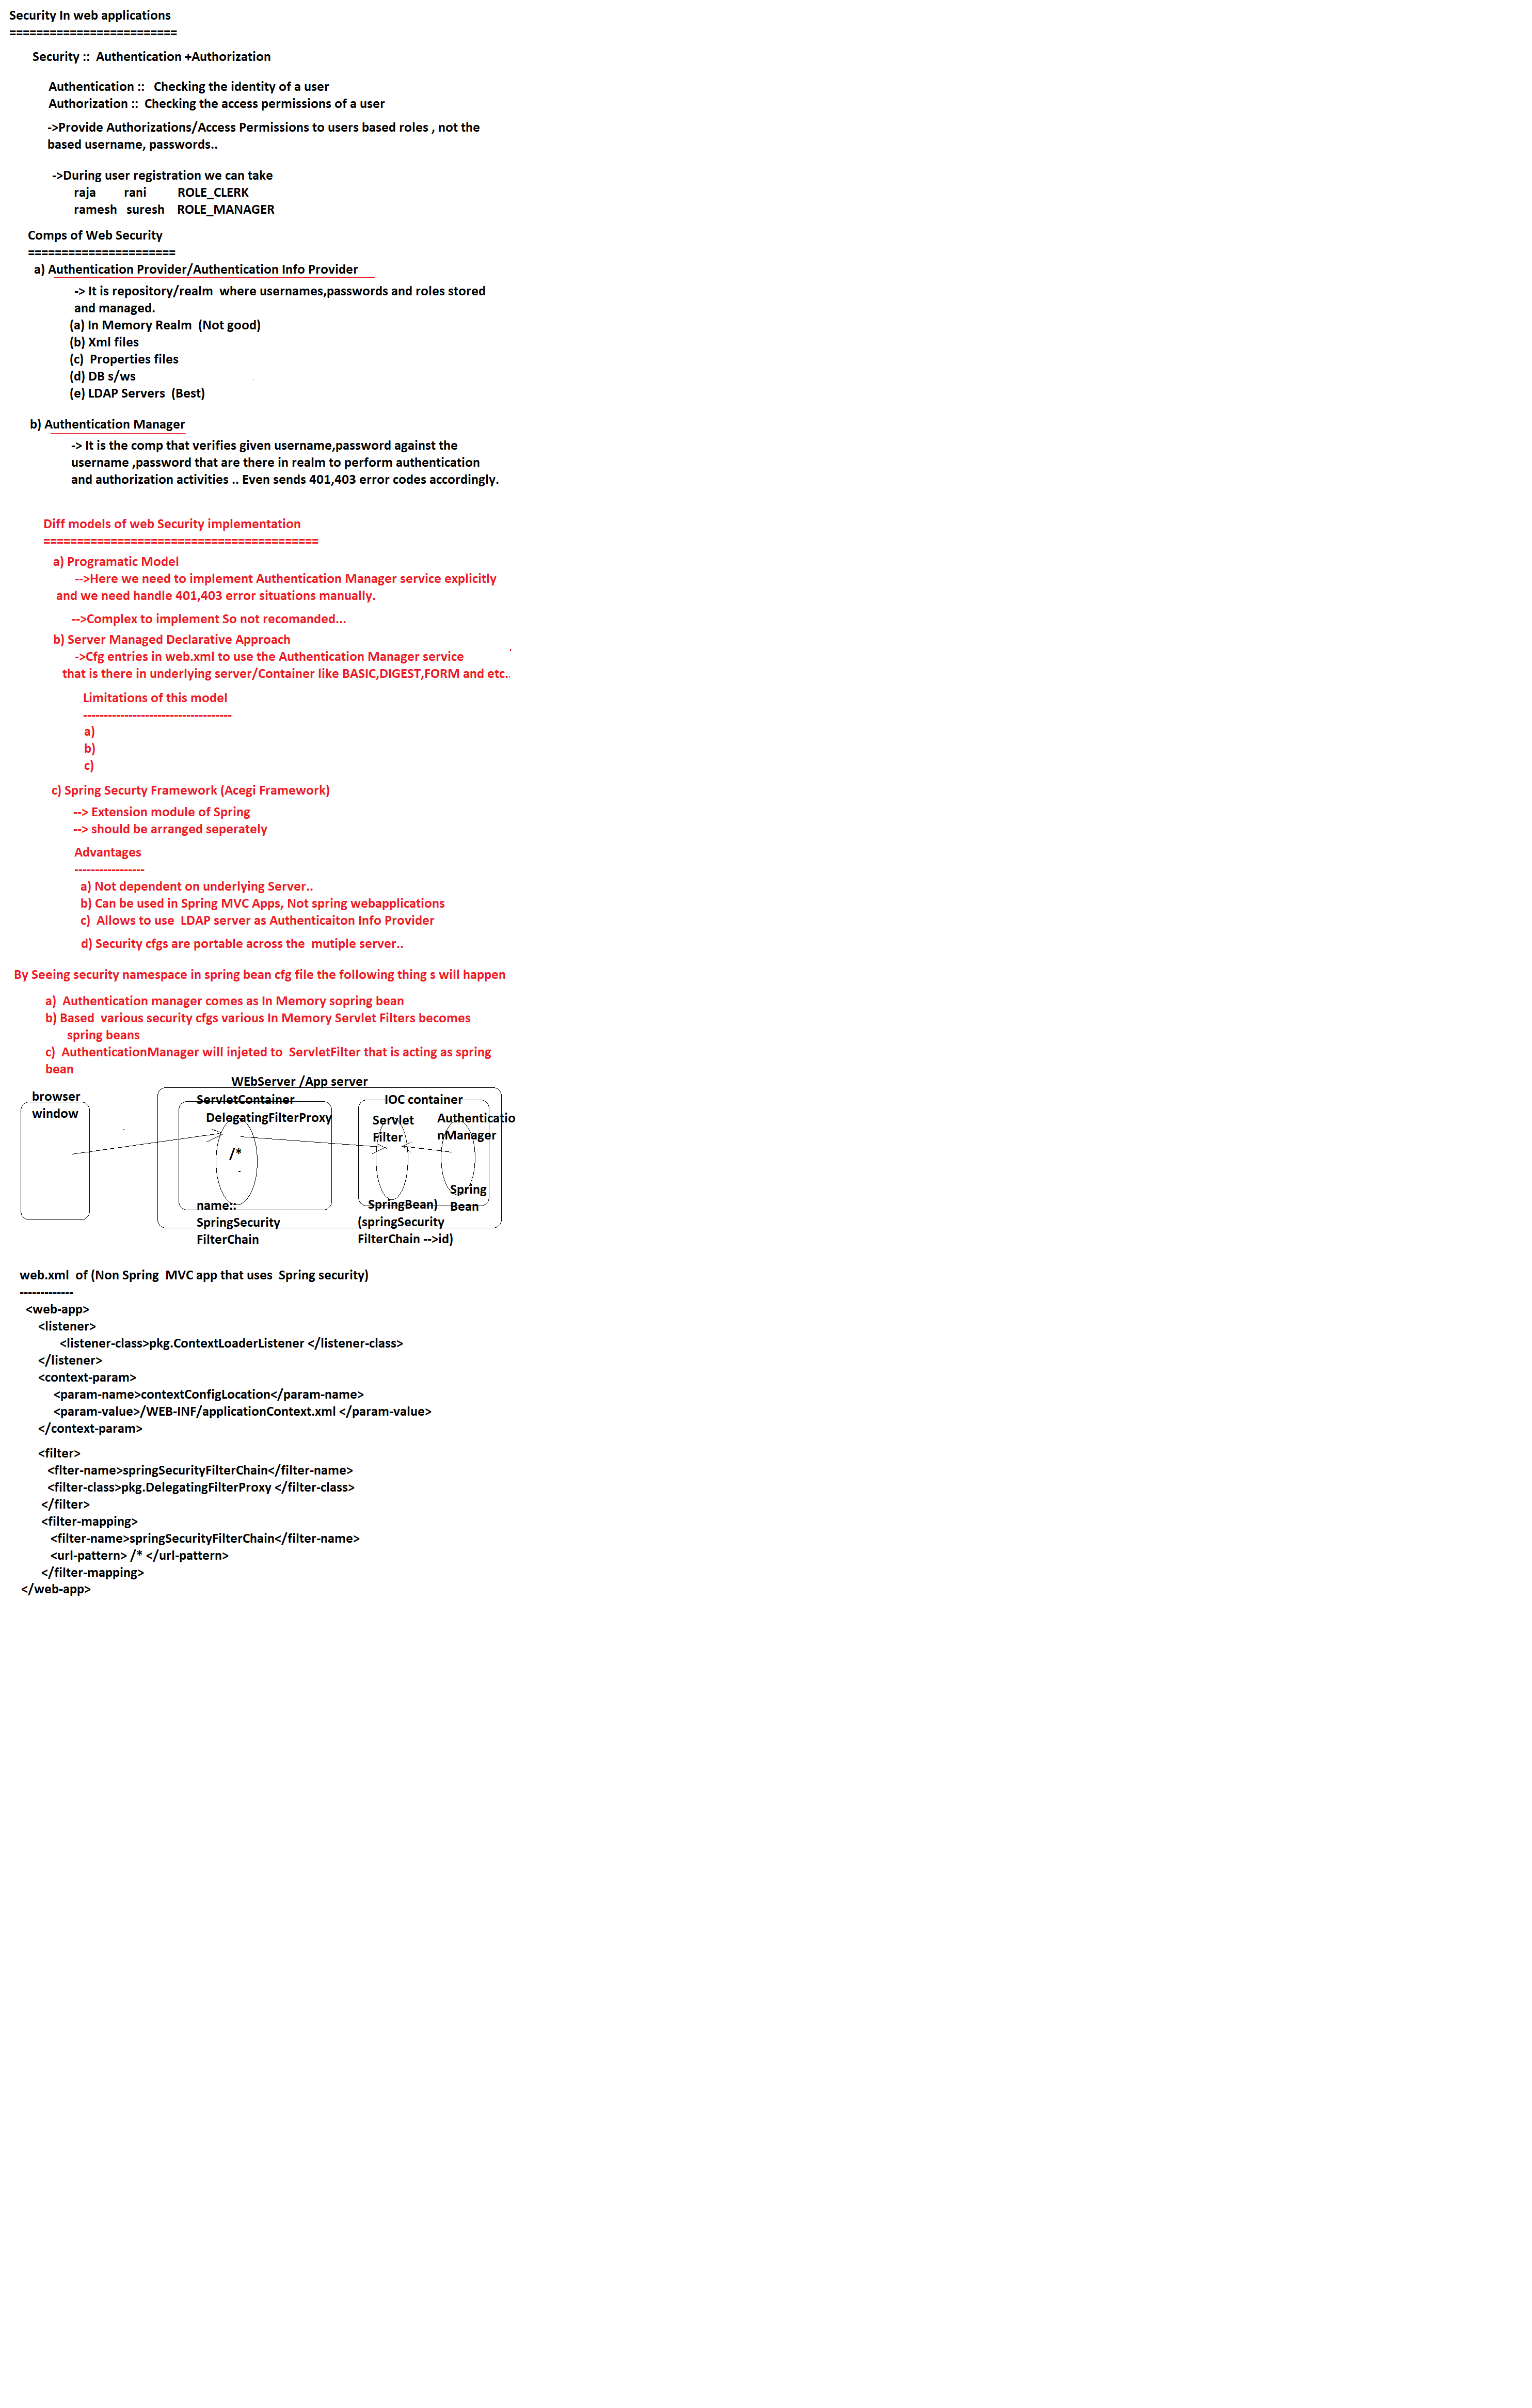 Security In web applications
=========================
Security ::  Authentication +Authorization
Authentication ::   Checking the identity of a user
Authorization ::  Checking the access permissions of a user
->Provide Authorizations/Access Permissions to users based roles , not the
based username, passwords..
->During user registration we can take
raja         rani          ROLE_CLERK
ramesh   suresh    ROLE_MANAGER
Comps of Web Security
======================
a) Authentication Provider/Authentication Info Provider
-> It is repository/realm  where usernames,passwords and roles stored
and managed.
(a) In Memory Realm  (Not good)
(b) Xml files
(c)  Properties files
(d) DB s/ws
(e) LDAP Servers  (Best)
b) Authentication Manager
-> It is the comp that verifies given username,password against the
username ,password that are there in realm to perform authentication
and authorization activities .. Even sends 401,403 error codes accordingly.
Diff models of web Security implementation
=========================================
a) Programatic Model
-->Here we need to implement Authentication Manager service explicitly
and we need handle 401,403 error situations manually.
-->Complex to implement So not recomanded...
b) Server Managed Declarative Approach
->Cfg entries in web.xml to use the Authentication Manager service
that is there in underlying server/Container like BASIC,DIGEST,FORM and etc..
Limitations of this model
------------------------------------
a)
b)
c)
c) Spring Securty Framework (Acegi Framework)
--> Extension module of Spring
--> should be arranged seperately
Advantages
-----------------
a) Not dependent on underlying Server..
b) Can be used in Spring MVC Apps, Not spring webapplications
c)  Allows to use  LDAP server as Authenticaiton Info Provider
d) Security cfgs are portable across the  mutiple server..
By Seeing security namespace in spring bean cfg file the following thing s will happen
a)  Authentication manager comes as In Memory sopring bean
b) Based  various security cfgs various In Memory Servlet Filters becomes
spring beans
c)  AuthenticationManager will injeted to  ServletFilter that is acting as spring
bean
WEbServer /App server
browser
window
ServletContainer
DelegatingFilterProxy
/*
name::
SpringSecurity
FilterChain
IOC container
Servlet
Filter
Authenticatio
nManager
Spring
Bean
SpringBean)
(springSecurity
FilterChain -->id)
web.xml  of (Non Spring  MVC app that uses  Spring security)
-------------
<web-app>
<listener>
<listener-class>pkg.ContextLoaderListener </listener-class>
</listener>
<context-param>
<param-name>contextConfigLocation</param-name>
<param-value>/WEB-INF/applicationContext.xml </param-value>
</context-param>
<filter>
<flter-name>springSecurityFilterChain</filter-name>
<filter-class>pkg.DelegatingFilterProxy </filter-class>
</filter>
<filter-mapping>
<filter-name>springSecurityFilterChain</filter-name>
<url-pattern> /* </url-pattern>
</filter-mapping>
</web-app>